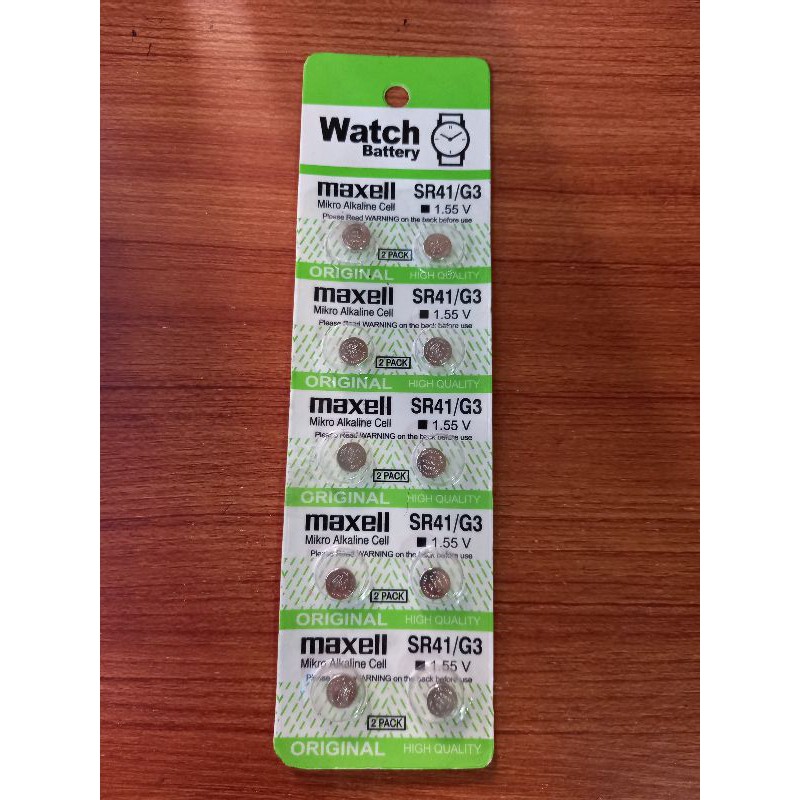 Watch
Battery
maxell SR41/G3
Mikro Alkaline Cell ■ 1.55 V
Please Read WARNING on the back before use
2 PACK
ORIGINAL HIGH QUALITY
maxell SR41/G3
Mikro Alkaline Cell ■ 1.55 V
Please Read WARNING on the back before use
2 PACK
ORIGINAL HIGH QUALITY
maxell SR41/G3
Mikro Alkaline Cell ■ 1.55 V
Please Read WARNING on the back before use
2 PACK
ORIGINAL HIGH QUALITY
maxell SR41/G3
Mikro Alkaline Cell ■ 1.55 V
Please Read WARNING on the back before use
2 PACK
ORIGINAL HIGH QUALITY
maxell SR41/G3
Mikro Alkaline Cell ■ 1.55 V
Please Read WARNING on the back before use
2 PACK
ORIGINAL HIGH QUALITY